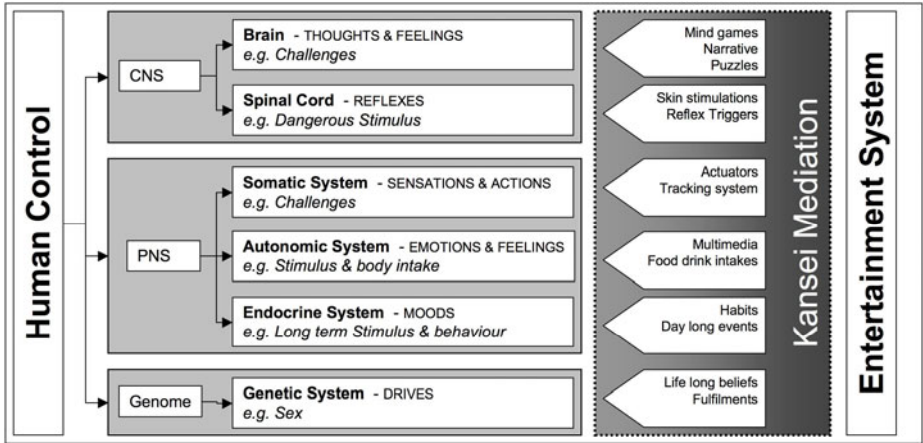 Human Control
CNS
Brain - THOUGHTS & FEELINGS
e.g. Challenges
Spinal Cord - REFLEXES
e.g. Dangerous Stimulus
PNS
Somatic System - SENSATIONS & ACTIONS
e.g. Challenges
Autonomic System - EMOTIONS & FEELINGS
e.g. Stimulus & body intake
Endocrine System - MOODS
e.g. Long term Stimulus & behaviour
Genome
Genetic System - DRIVES
e.g. Sex
Mind games
Narrative
Puzzles
Skin stimulations
Reflex Triggers
Actuators
Tracking system
Multimedia
Food drink intakes
Habits
Day long events
Life long beliefs
Fulfilments
Kansei Mediation
Entertainment System